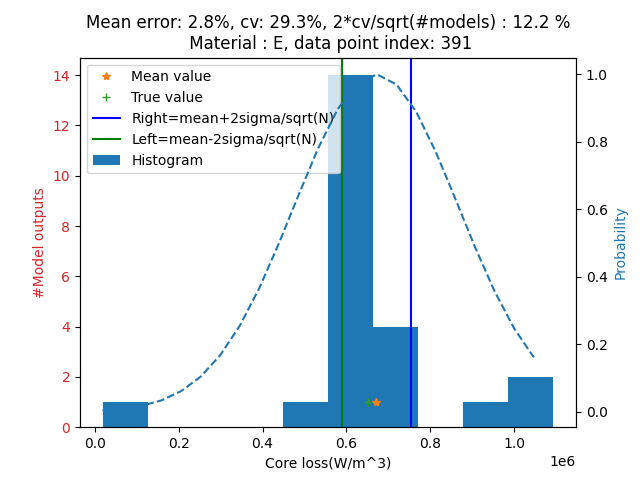 Mean error: 2.8%, cv: 29.3%, 2*cv/sqrt(#models) : 12.2 %
Material : E, data point index: 391
Mean value
True value
Right=mean+2sigma/sqrt(N)
Left=mean-2sigma/sqrt(N)
Histogram
#Model outputs
14
12
10
8
6
4
2
0
1.0
0.8
0.6
0.4
0.2
0.0
Probability
0.0
0.2
0.4
0.6
0.8
1.0
1e6
Core loss(W/m^3)